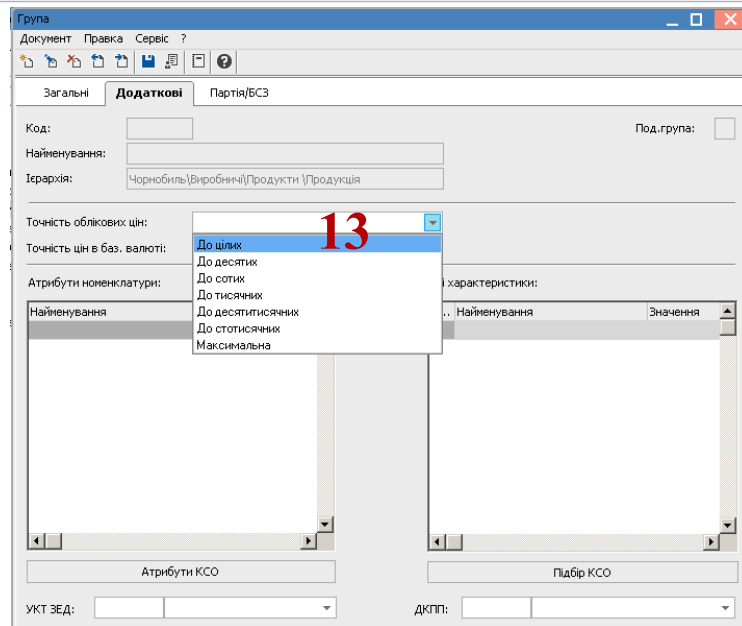 Група
Документ Правка Сервіс ?
Загальні Додаткові Партія/БСЗ
Код: Под.група:
Найменування:
Ієрархія: Чорнобиль\Виробничі\Продукти \Продукція
Точність облікових цін: 13
Точність цін в баз. валюті:
До цілих
До десятих
До сотих
До тисячних
До десятитисячних
До стотисячних
Максимальна
Атрибути номенклатури: і характеристики:
Найменування .. Найменування Значення
Атрибути КСО Підбір КСО
УКТ ЗЕД: ДКПП: